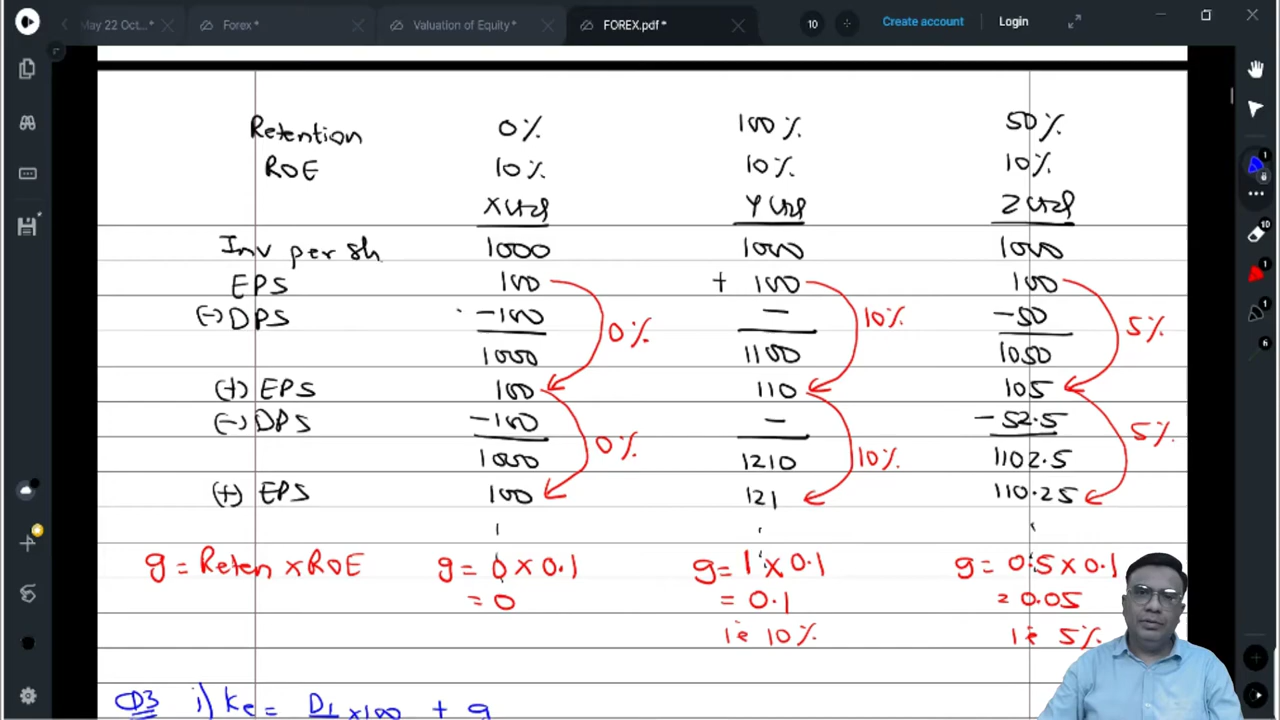 May 22 Oct...* Forex * Valuation of Equity * FOREX.pdf * 10 Create account Login
Retention 0% 100% 50%
ROE 10% 10% 10%
X Ltd Y Ltd Z Ltd
Inv per sh 1000 1000 1000
EPS 100 + 100 100
(-) DPS -100 - -50
0% 10% 5%
1000 1100 1050
(+) EPS 100 110 105
(-) DPS -100 - -52.5
0% 10% 5%
1000 1210 1102.5
(+) EPS 100 121 110.25
g = Reten x ROE g = 0 x 0.1 g = 1 x 0.1 g = 0.5 x 0.1
= 0 = 0.1 = 0.05
i.e 10% i.e 5%
i) Ke = D1 x100 + g